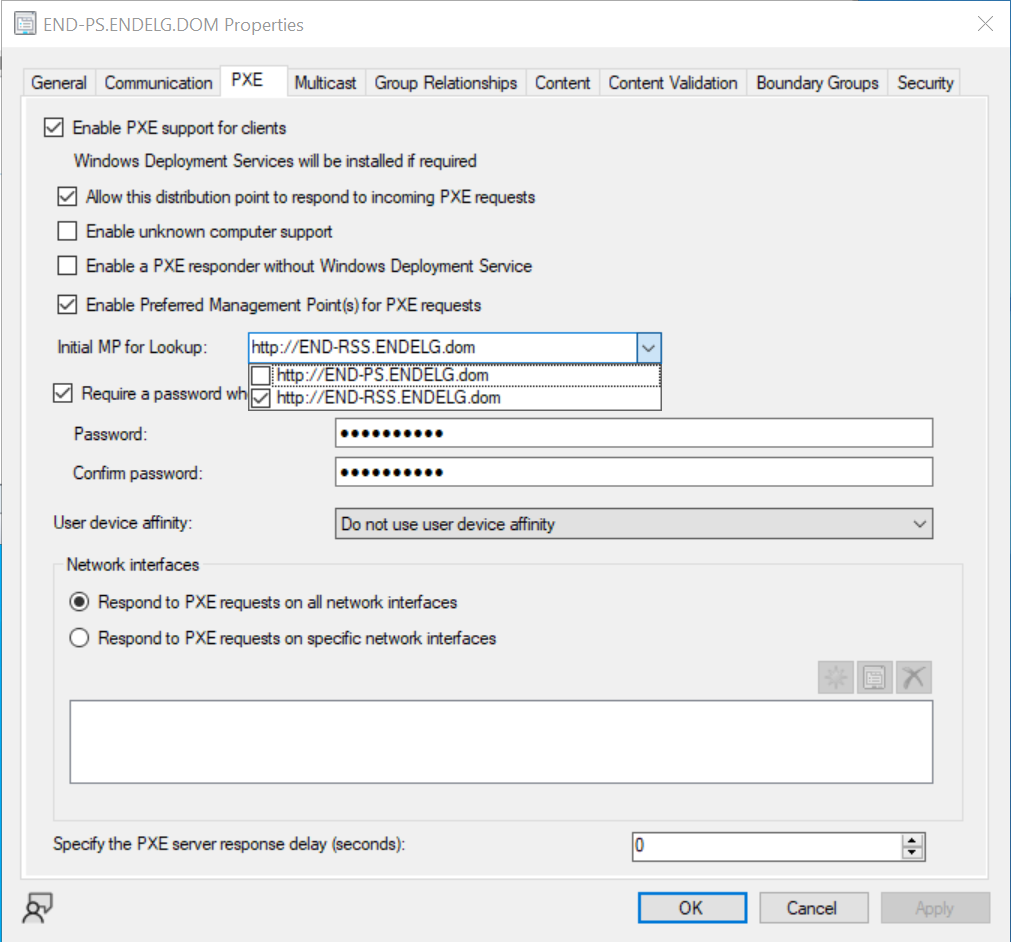 END-PS.ENDELG.DOM Properties
General Communication PXE Multicast Group Relationships Content Content Validation Boundary Groups Security
Enable PXE support for clients
Windows Deployment Services will be installed if required
Allow this distribution point to respond to incoming PXE requests
Enable unknown computer support
Enable a PXE responder without Windows Deployment Service
Enable Preferred Management Point(s) for PXE requests
Initial MP for Lookup: http://END-RSS.ENDELG.dom
http://END-PS.ENDELG.dom
Require a password wh http://END-RSS.ENDELG.dom
Password: ●●●●●●●●●●
Confirm password: ●●●●●●●●●●
User device affinity: Do not use user device affinity
Network interfaces
Respond to PXE requests on all network interfaces
Respond to PXE requests on specific network interfaces
Specify the PXE server response delay (seconds): 0
OK Cancel Apply